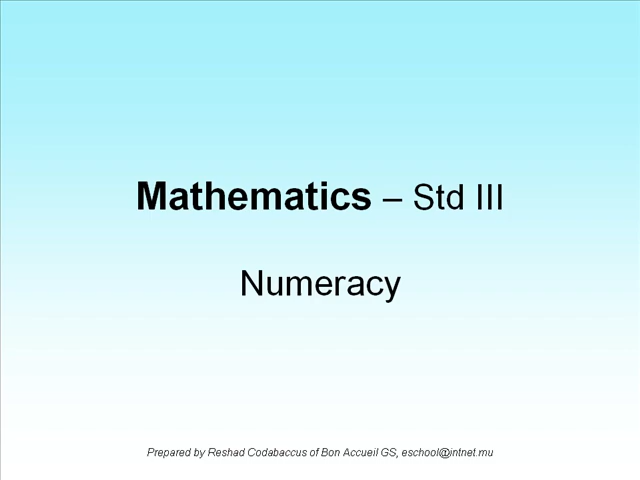 Mathematics – Std III
Numeracy
Prepared by Reshad Codabaccus of Bon Accueil GS, eschool@intnet.mu